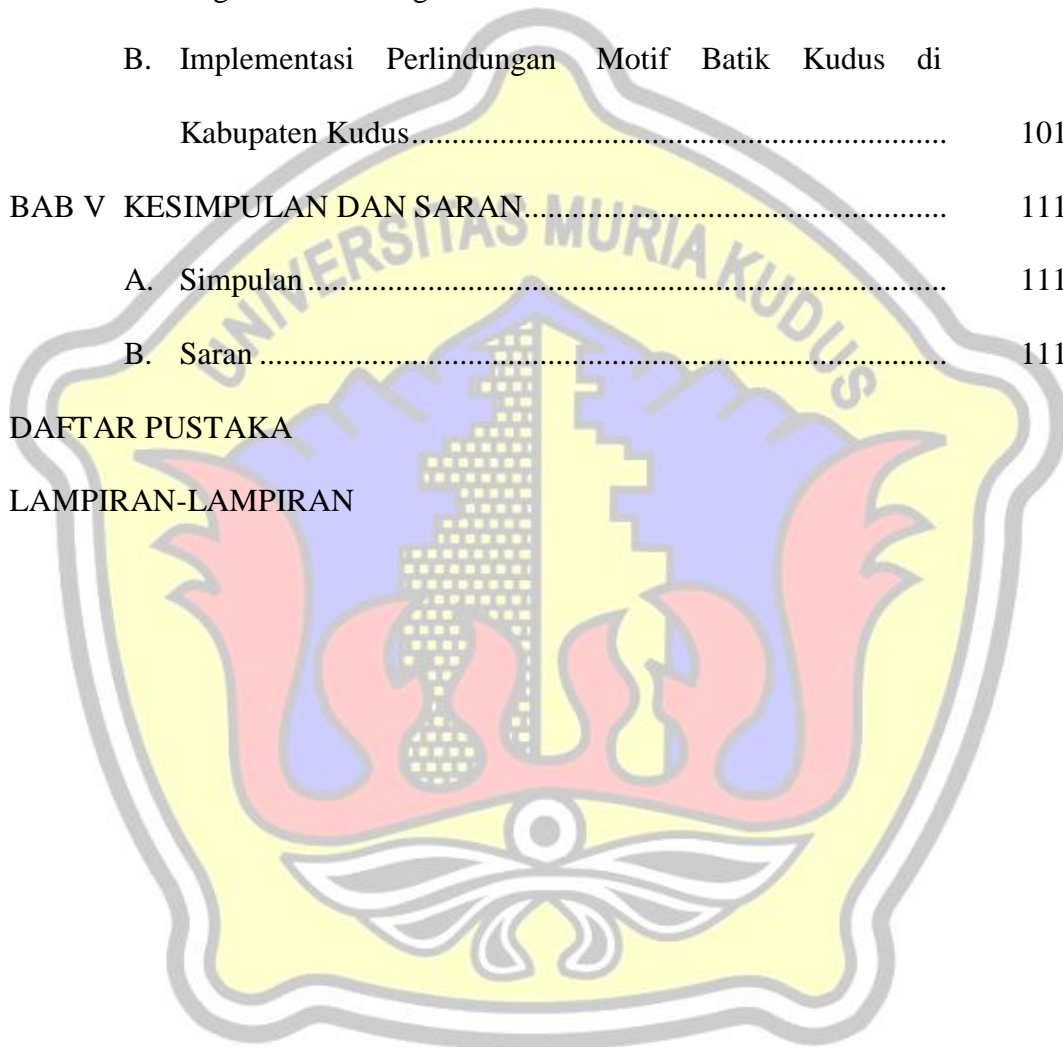 B. Implementasi Perlindungan Motif Batik Kudus di
Kabupaten Kudus.................................................................. 101
BAB V KESIMPULAN DAN SARAN.................................................... 111
A. Simpulan ................................................................................ 111
B. Saran ...................................................................................... 111
DAFTAR PUSTAKA
LAMPIRAN-LAMPIRAN
UNIVERSITAS MURIA KUDUS